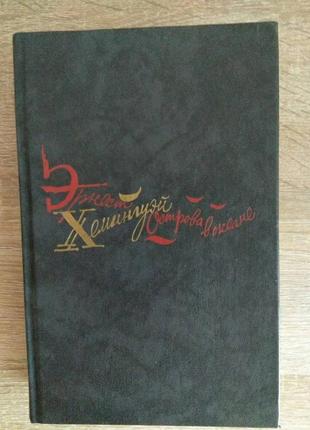 Эрнест
Хемингуэй Острова в океане